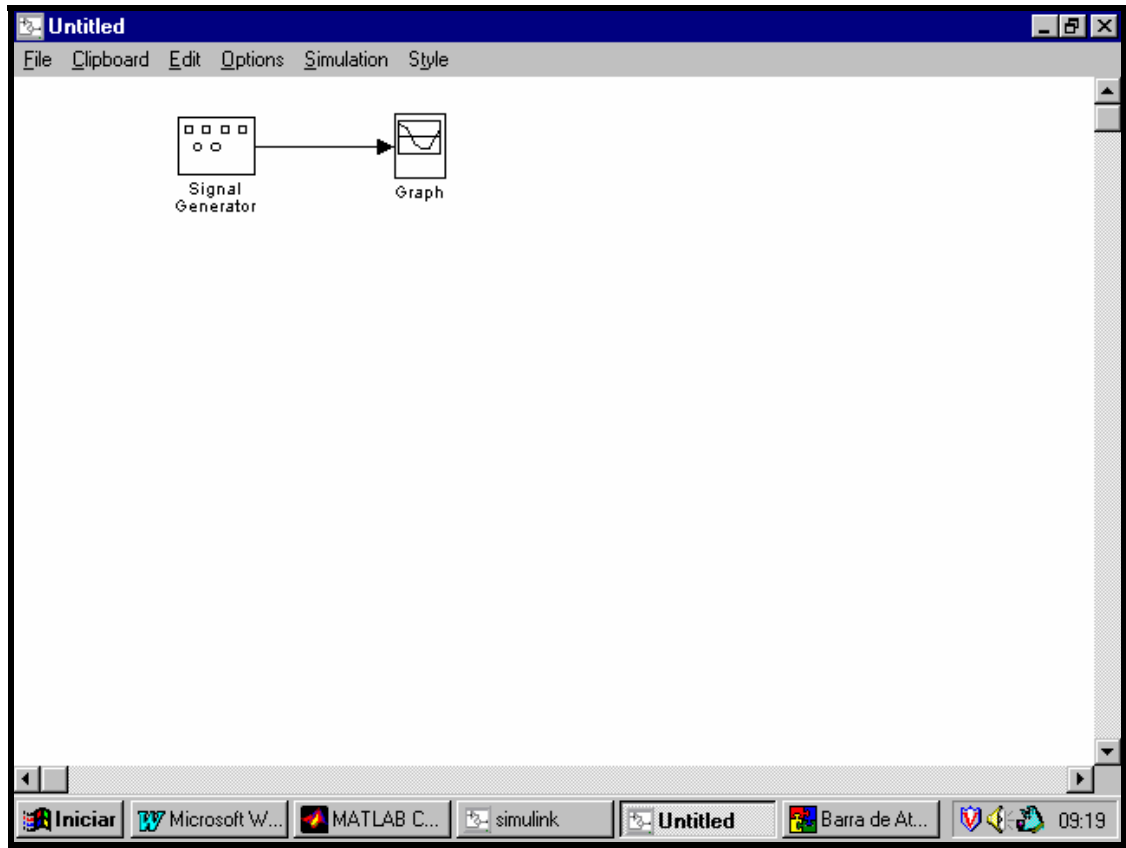 Untitled
File Clipboard Edit Options Simulation Style
Signal
Generator
Graph
Iniciar Microsoft W... MATLAB C... simulink Untitled Barra de At... 09:19